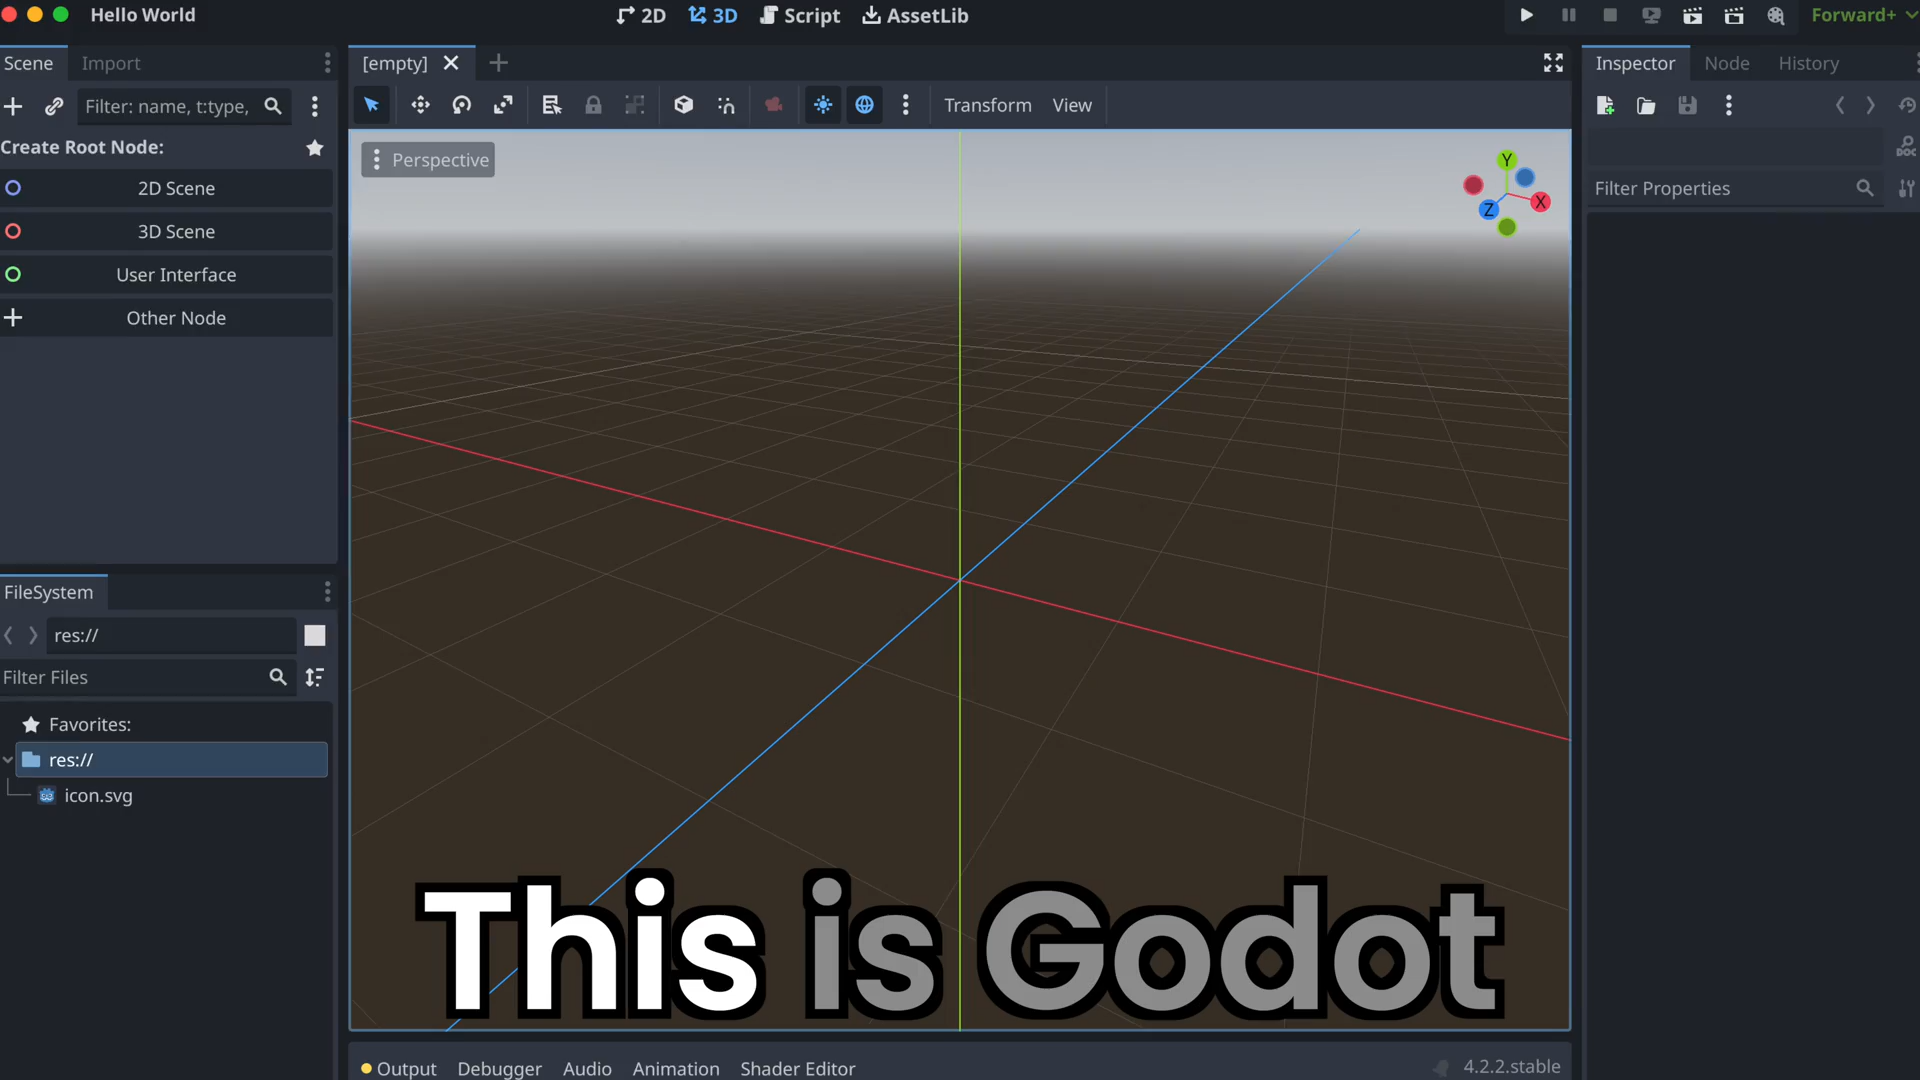 Hello World
2D
3D
Script
AssetLib
Forward+
Scene
Import
[empty]
Inspector
Node
History
Filter: name, t:type,
Transform
View
Create Root Node:
2D Scene
3D Scene
User Interface
Other Node
Perspective
Y
X
Z
DOC
Filter Properties
FileSystem
res://
Filter Files
Favorites:
res://
icon.svg
This is Godot
Output
Debugger
Audio
Animation
Shader Editor
4.2.2.stable